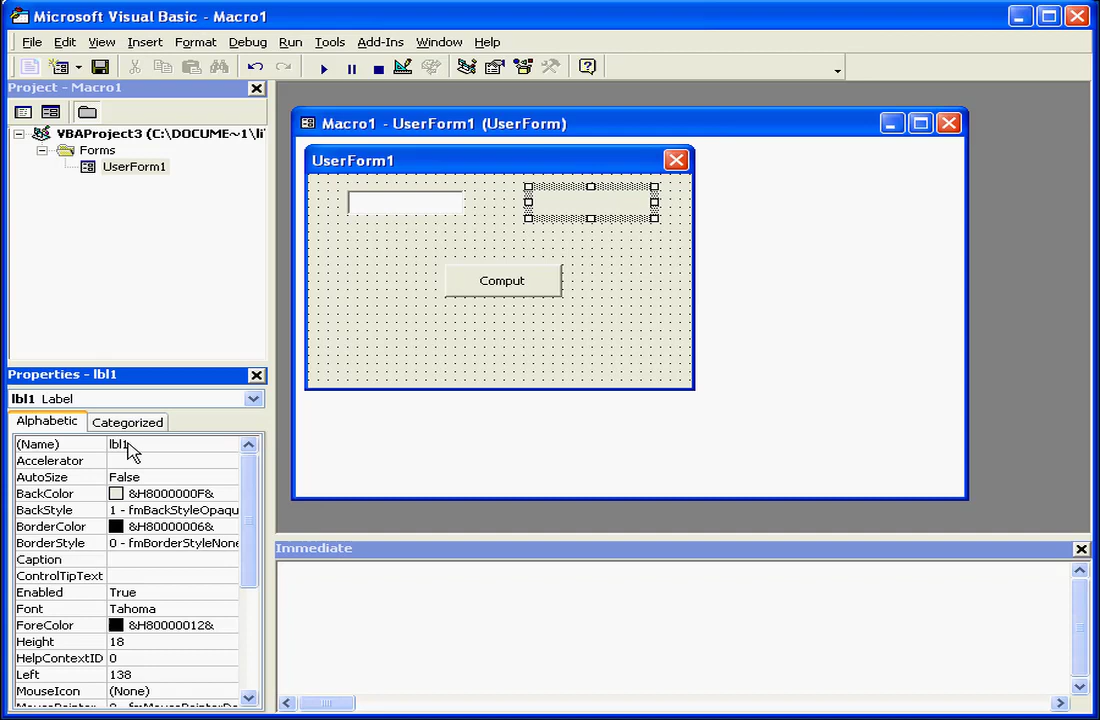 Microsoft Visual Basic - Macro1
File Edit View Insert Format Debug Run Tools Add-Ins Window Help
Project - Macro1
VBAProject3 (C:\DOCUME~1\li
Forms
UserForm1
Macro1 - UserForm1 (UserForm)
UserForm1
Comput
Properties - lbl1
lbl1 Label
Alphabetic Categorized
(Name) lbl1
Accelerator
AutoSize False
BackColor &H8000000F&
BackStyle 1 - fmBackStyleOpaqu
BorderColor &H80000006&
BorderStyle 0 - fmBorderStyleNone
Caption
ControlTipText
Enabled True
Font Tahoma
ForeColor &H80000012&
Height 18
HelpContextID 0
Left 138
MouseIcon (None)
Immediate